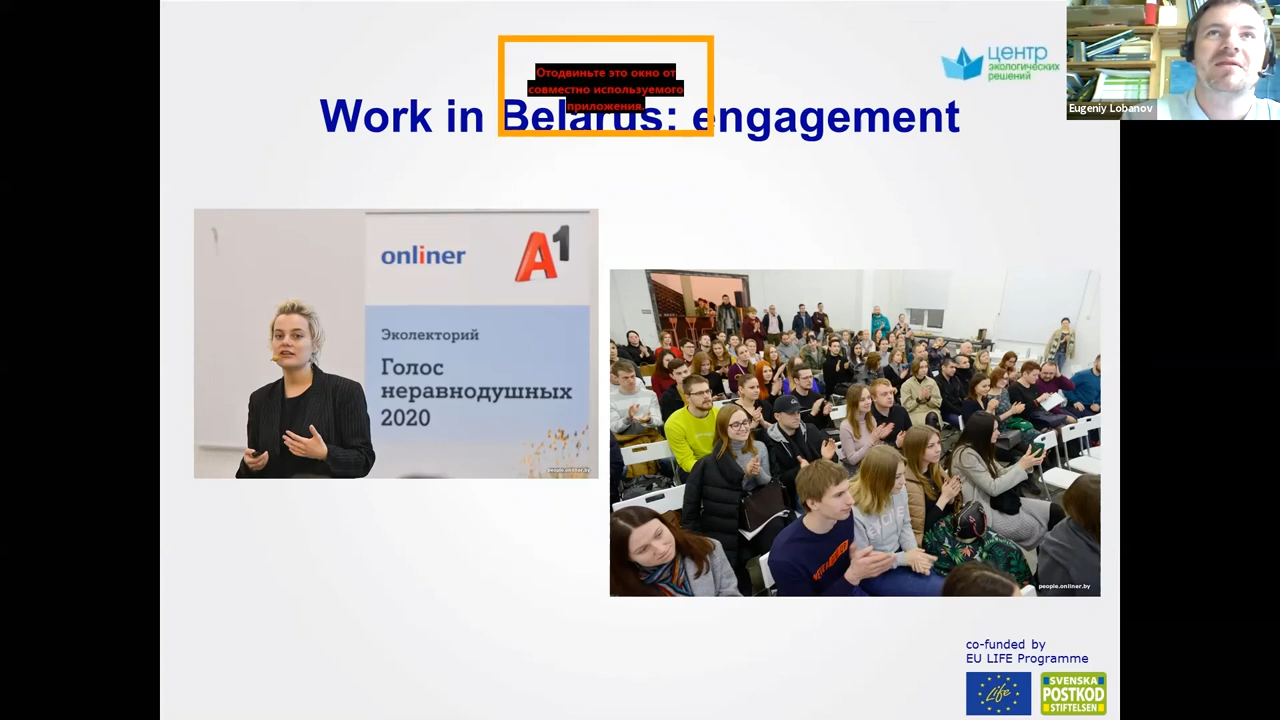 центр
экологических
решений
Eugeniy Lobanov
Отодвиньте это окно от
совместно используемого
приложения.
Work in Belarus: engagement
onliner
A1
Эколекторий
Голос
неравнодушных
2020
people.onliner.by
people.onliner.by
co-funded by
EU LIFE Programme
Life
SVENSKA
POSTKOD
STIFTELSEN